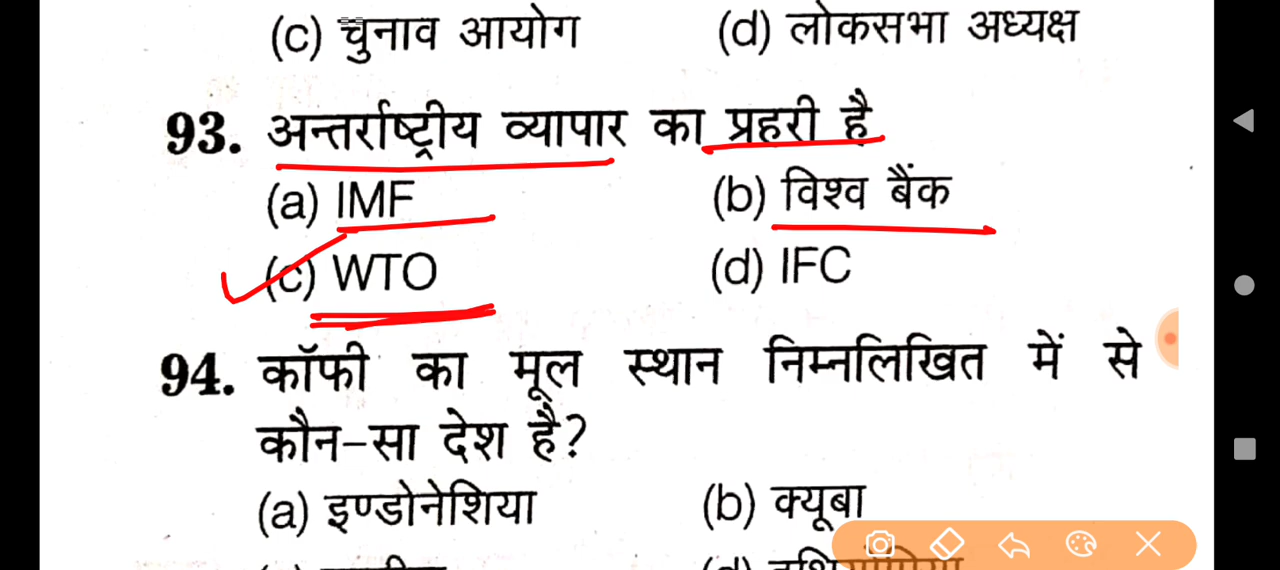 (c) चुनाव आयोग (d) लोकसभा अध्यक्ष
93. अन्तर्राष्ट्रीय व्यापार का प्रहरी है
(a) IMF (b) विश्व बैंक
(c) WTO (d) IFC
94. कॉफी का मूल स्थान निम्नलिखित में से
कौन-सा देश है?
(a) इण्डोनेशिया (b) क्यूबा
(d)